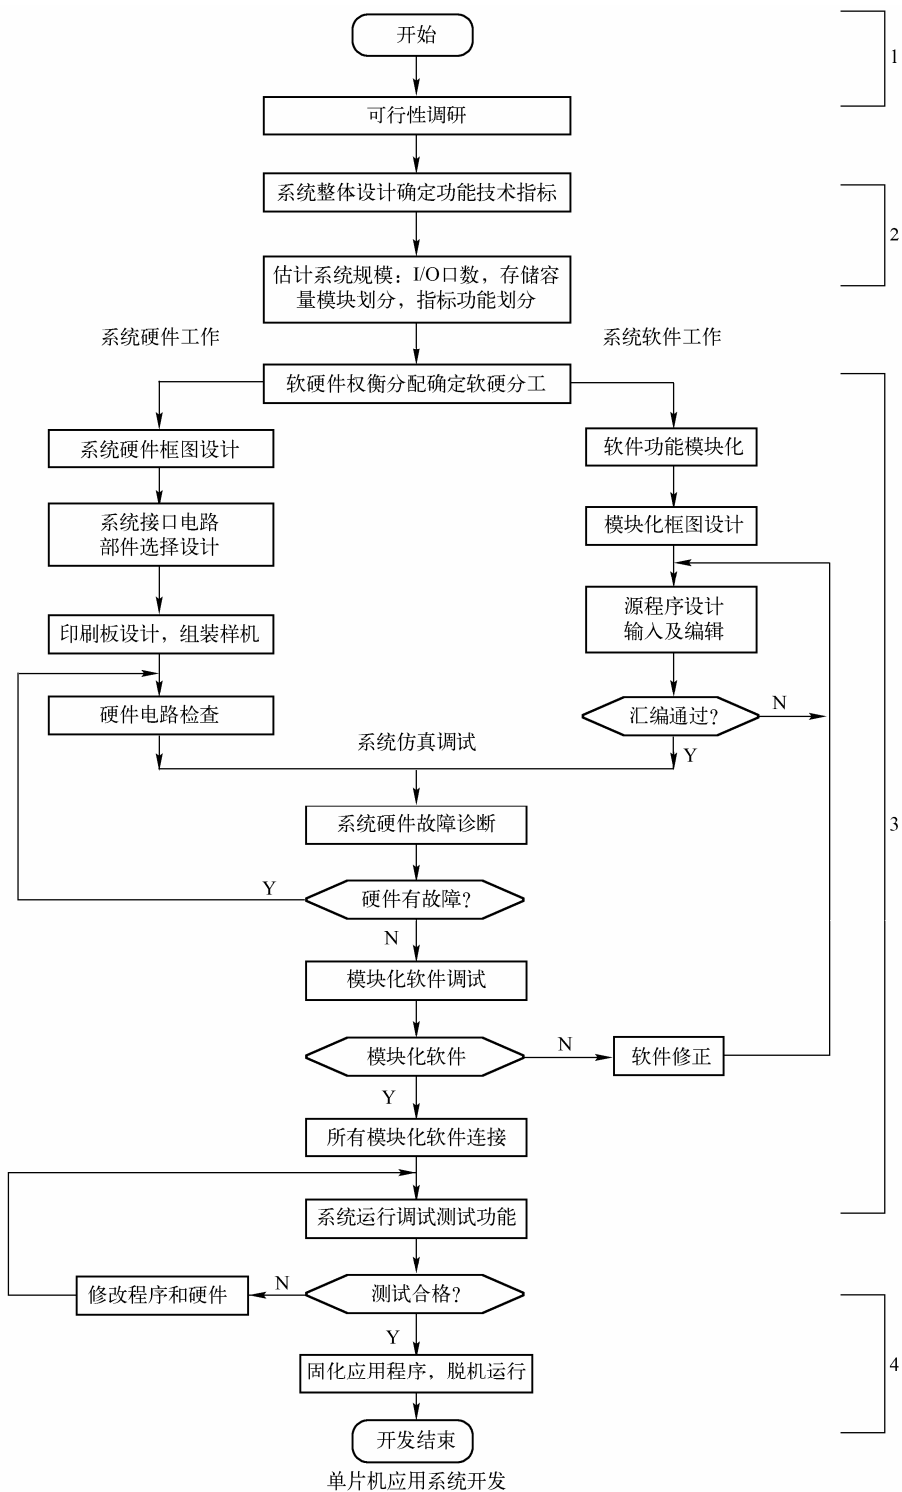 开始
1
可行性调研
系统整体设计确定功能技术指标
2
估计系统规模：I/O口数，存储容
量模块划分，指标功能划分
系统硬件工作
系统软件工作
软硬件权衡分配确定软硬分工
系统硬件框图设计
软件功能模块化
系统接口电路
部件选择设计
模块化框图设计
源程序设计
输入及编辑
印刷板设计，组装样机
硬件电路检查
汇编通过？
N
Y
系统仿真调试
系统硬件故障诊断
3
硬件有故障？
Y
N
模块化软件调试
模块化软件
N
软件修正
Y
所有模块化软件连接
系统运行调试测试功能
测试合格？
N
修改程序和硬件
Y
固化应用程序，脱机运行
4
开发结束
单片机应用系统开发